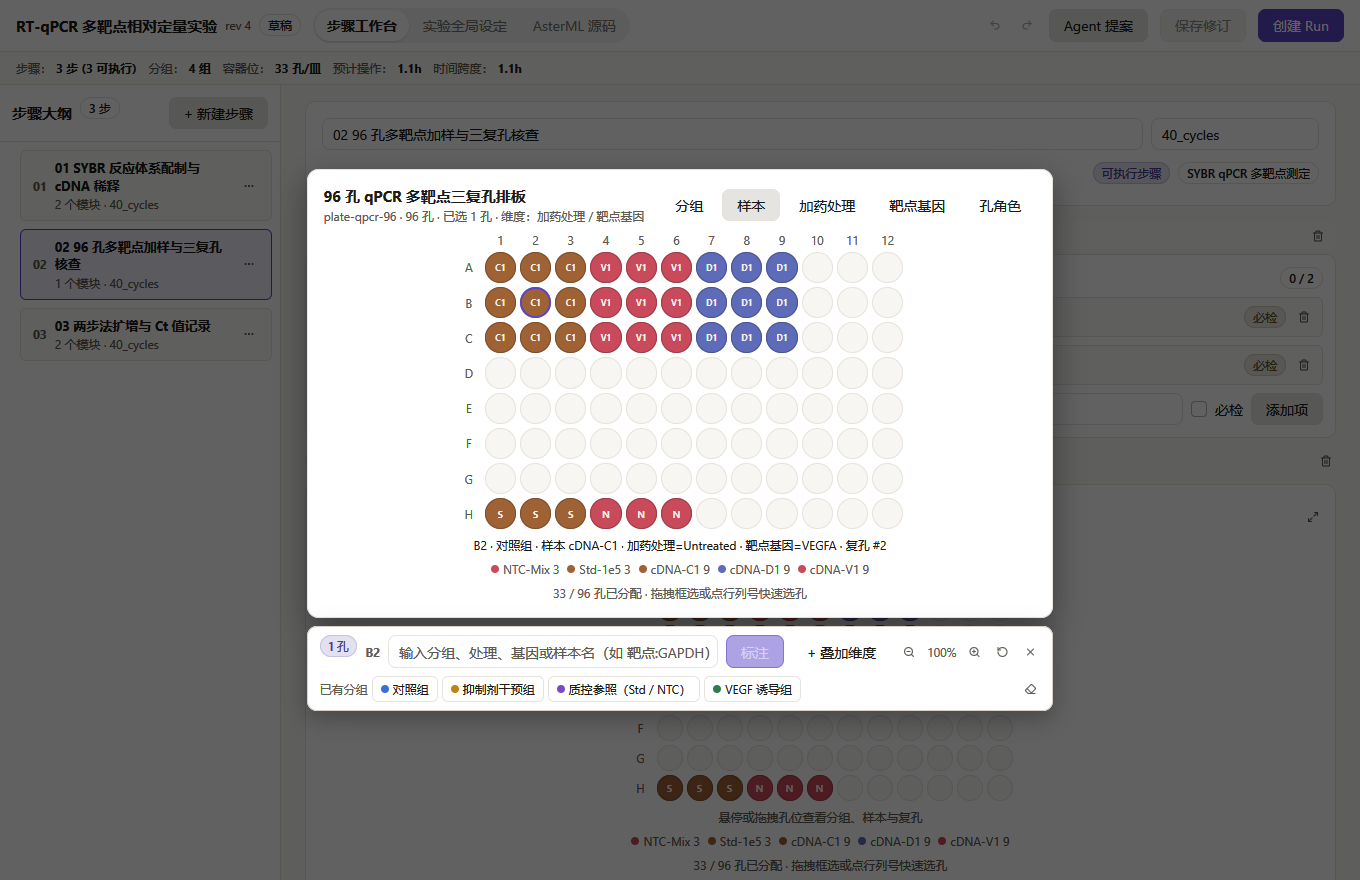 RT-qPCR 多靶点相对定量实验 rev 4 草稿 步骤工作台 实验全局设定 AsterML 源码 Agent 提案 保存修订 创建 Run
步骤: 3 步 (3 可执行) 分组: 4 组 容器位: 33 孔/皿 预计操作: 1.1h 时间跨度: 1.1h
步骤大纲 3 步 + 新建步骤
01 01 SYBR 反应体系配制与 cDNA 稀释 ...
2 个模块 · 40_cycles
02 02 96 孔多靶点加样与三复孔核查 ...
1 个模块 · 40_cycles
03 03 两步法扩增与 Ct 值记录 ...
2 个模块 · 40_cycles
02 96 孔多靶点加样与三复孔核查 40_cycles
可执行步骤 SYBR qPCR 多靶点测定
0 / 2
必检
必检
必检 添加项
96 孔 qPCR 多靶点三复孔排板
plate-qpcr-96 · 96 孔 · 已选 1 孔 · 维度: 加药处理 / 靶点基因
分组 样本 加药处理 靶点基因 孔角色
1 2 3 4 5 6 7 8 9 10 11 12
A C1 C1 C1 V1 V1 V1 D1 D1 D1
B C1 C1 C1 V1 V1 V1 D1 D1 D1
C C1 C1 C1 V1 V1 V1 D1 D1 D1
D
E
F
G
H S S S N N N
B2 · 对照组 · 样本 cDNA-C1 · 加药处理=Untreated · 靶点基因=VEGFA · 复孔 #2
NTC-Mix 3 Std-1e5 3 cDNA-C1 9 cDNA-D1 9 cDNA-V1 9
33 / 96 孔已分配 · 拖拽框选或点行列号快速选孔
1 孔 B2 输入分组、处理、基因或样本名（如 靶点:GAPDH） 标注 + 叠加维度 100%
已有分组 对照组 抑制剂干预组 质控参照（Std / NTC） VEGF 诱导组
F
G
H S S S N N N
悬停或拖拽孔位查看分组、样本与复孔
NTC-Mix 3 Std-1e5 3 cDNA-C1 9 cDNA-D1 9 cDNA-V1 9
33 / 96 孔已分配 · 拖拽框选或点行列号快速选孔